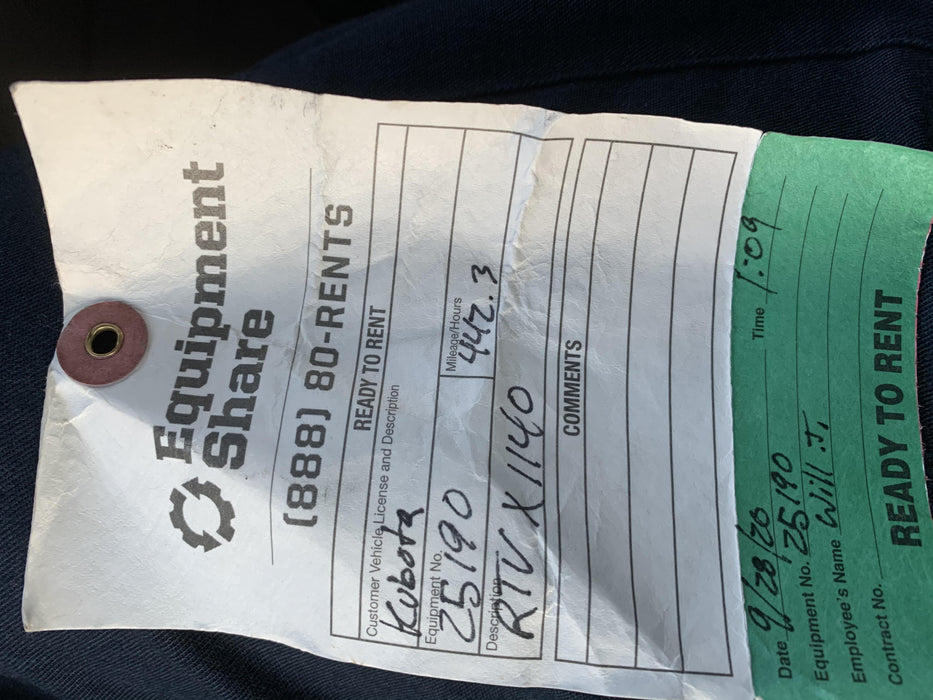 Equipment
Share
(888) 80-RENTS
READY TO RENT
Customer Vehicle License and Description
Kubota
Equipment No. Mileage/Hours
25190 442.3
Description
RTV X1140
COMMENTS
Date 9/28/20 Time 1:09
Equipment No. 25190
Employee's Name Will J.
Contract No.
READY TO RENT